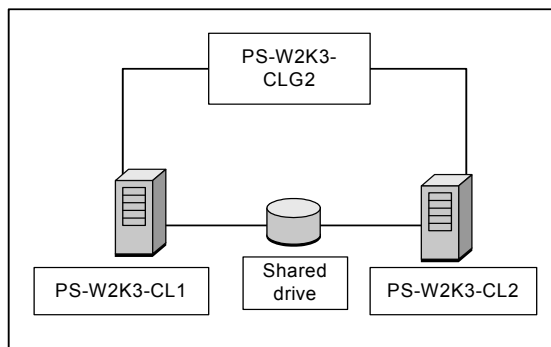 PS-W2K3-
CLG2
PS-W2K3-CL1
Shared
drive
PS-W2K3-CL2